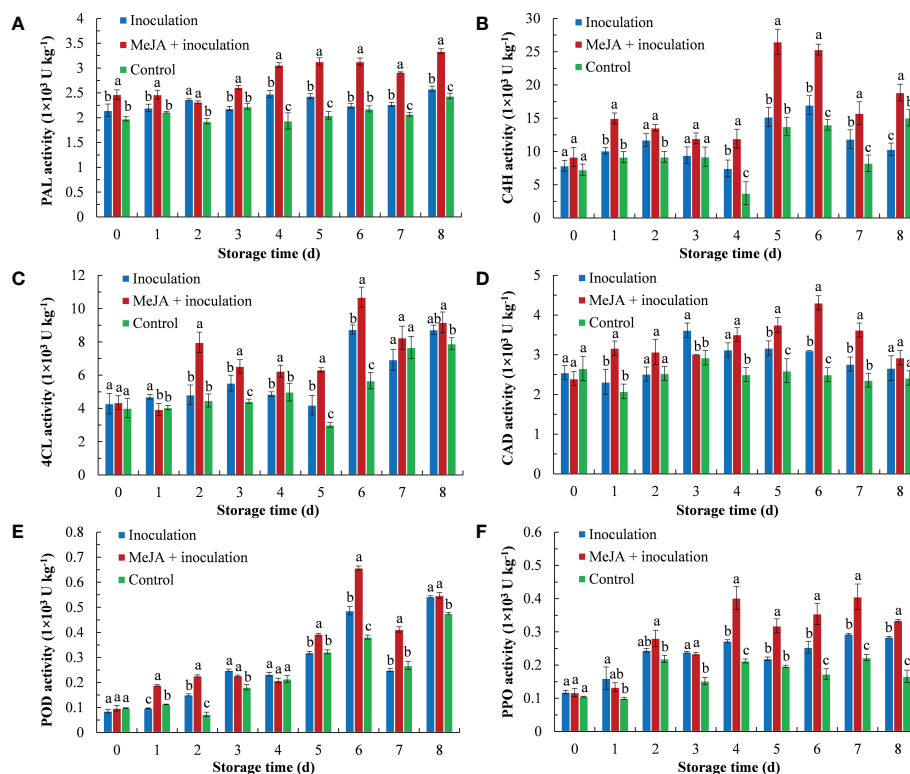 A
PAL activity (1×10³ U kg⁻¹)
4
3.5
3
2.5
2
1.5
1
0.5
0
Inoculation
MeJA + inoculation
Control
b a b b a b a a b b a b b a c b a c b a b b a c b a c
0 1 2 3 4 5 6 7 8
Storage time (d)
B
C4H activity (1×10³ U kg⁻¹)
30
25
20
15
10
5
0
Inoculation
MeJA + inoculation
Control
a a a b a b a a b a a a b a c b a b b a b b a c c a b
0 1 2 3 4 5 6 7 8
Storage time (d)
C
4CL activity (1×10³ U kg⁻¹)
12
10
8
6
4
2
0
Inoculation
MeJA + inoculation
Control
a a a a b b b a b b a c b a b b a c b a c a a a ab a b
0 1 2 3 4 5 6 7 8
Storage time (d)
D
CAD activity (1×10³ U kg⁻¹)
5
4
3
2
1
0
Inoculation
MeJA + inoculation
Control
a a a b a b b a b a b b b a c b a c b a c b a c a a a
0 1 2 3 4 5 6 7 8
Storage time (d)
E
POD activity (1×10³ U kg⁻¹)
0.8
0.7
0.6
0.5
0.4
0.3
0.2
0.1
0
Inoculation
MeJA + inoculation
Control
a a a c a b b a c a a b a a a b a b b a c b a b a a b
0 1 2 3 4 5 6 7 8
Storage time (d)
F
PPO activity (1×10³ U kg⁻¹)
0.6
0.5
0.4
0.3
0.2
0.1
0
Inoculation
MeJA + inoculation
Control
a a a a ab b ab a b a a b b a c b a c b a c b a c b a c
0 1 2 3 4 5 6 7 8
Storage time (d)